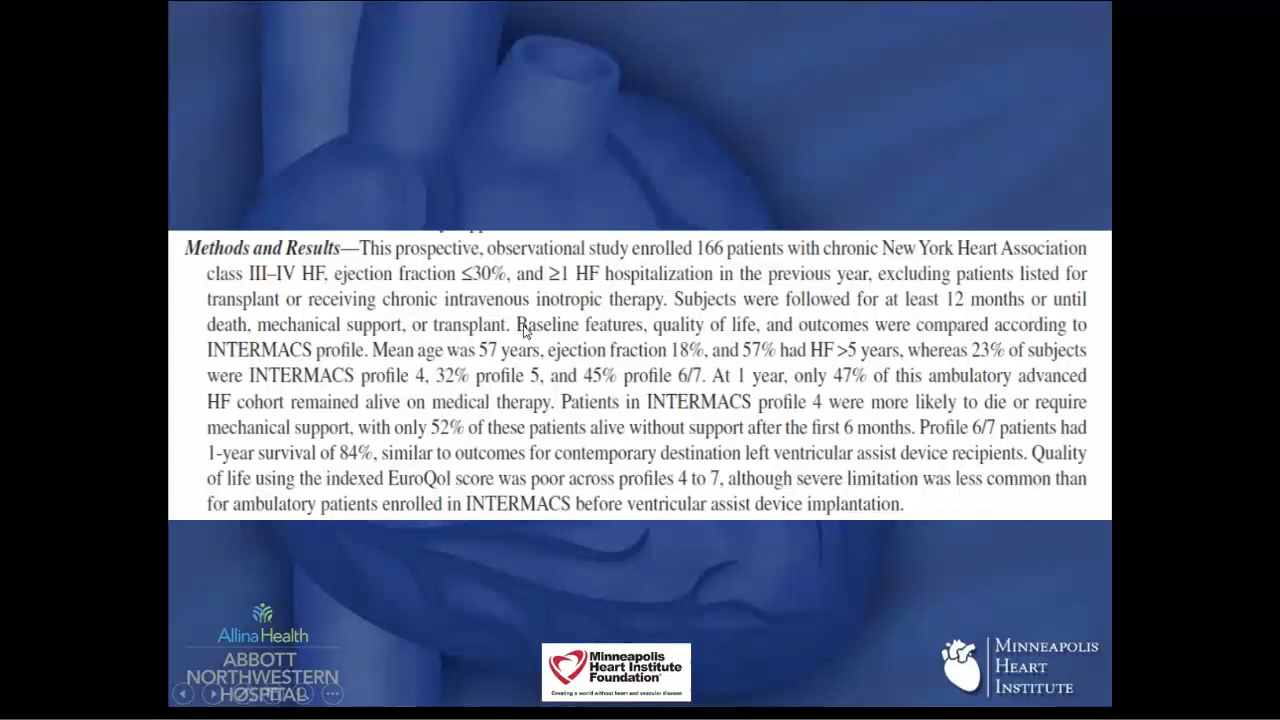 Methods and Results—This prospective, observational study enrolled 166 patients with chronic New York Heart Association
class III–IV HF, ejection fraction ≤30%, and ≥1 HF hospitalization in the previous year, excluding patients listed for
transplant or receiving chronic intravenous inotropic therapy. Subjects were followed for at least 12 months or until
death, mechanical support, or transplant. Baseline features, quality of life, and outcomes were compared according to
INTERMACS profile. Mean age was 57 years, ejection fraction 18%, and 57% had HF >5 years, whereas 23% of subjects
were INTERMACS profile 4, 32% profile 5, and 45% profile 6/7. At 1 year, only 47% of this ambulatory advanced
HF cohort remained alive on medical therapy. Patients in INTERMACS profile 4 were more likely to die or require
mechanical support, with only 52% of these patients alive without support after the first 6 months. Profile 6/7 patients had
1-year survival of 84%, similar to outcomes for contemporary destination left ventricular assist device recipients. Quality
of life using the indexed EuroQol score was poor across profiles 4 to 7, although severe limitation was less common than
for ambulatory patients enrolled in INTERMACS before ventricular assist device implantation.
Allina Health
ABBOTT
NORTHWESTERN
HOSPITAL
Minneapolis
Heart Institute
Foundation
Creating a world without heart and vascular disease
MINNEAPOLIS
HEART
INSTITUTE